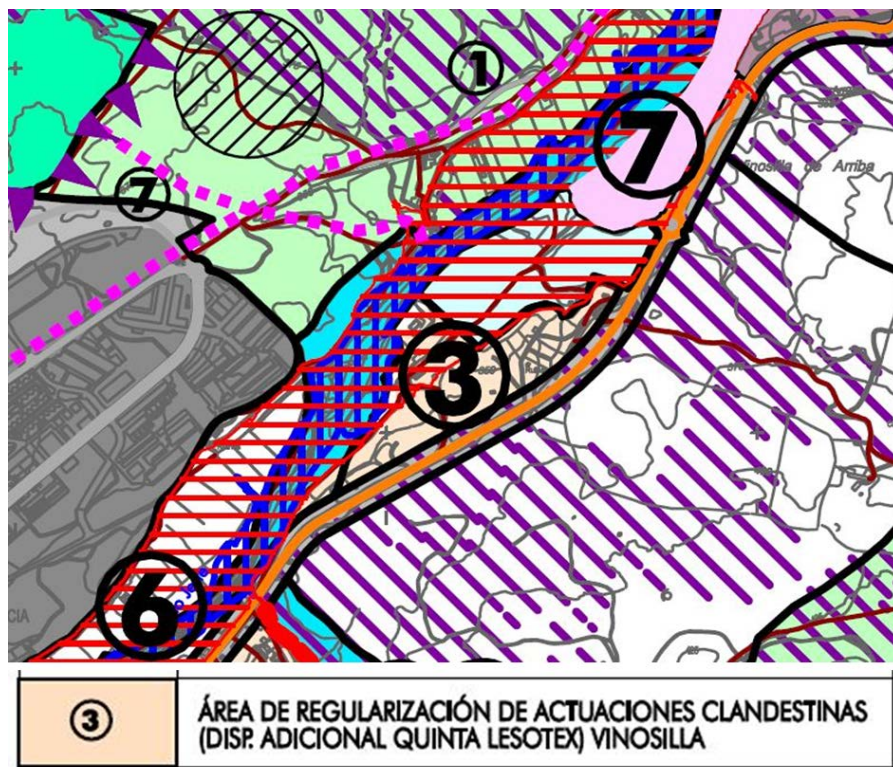 1
7
7
Vinosilla de Arriba
3
6
CIA
3
ÁREA DE REGULARIZACIÓN DE ACTUACIONES CLANDESTINAS
(DISP. ADICIONAL QUINTA LESOTEX) VINOSILLA